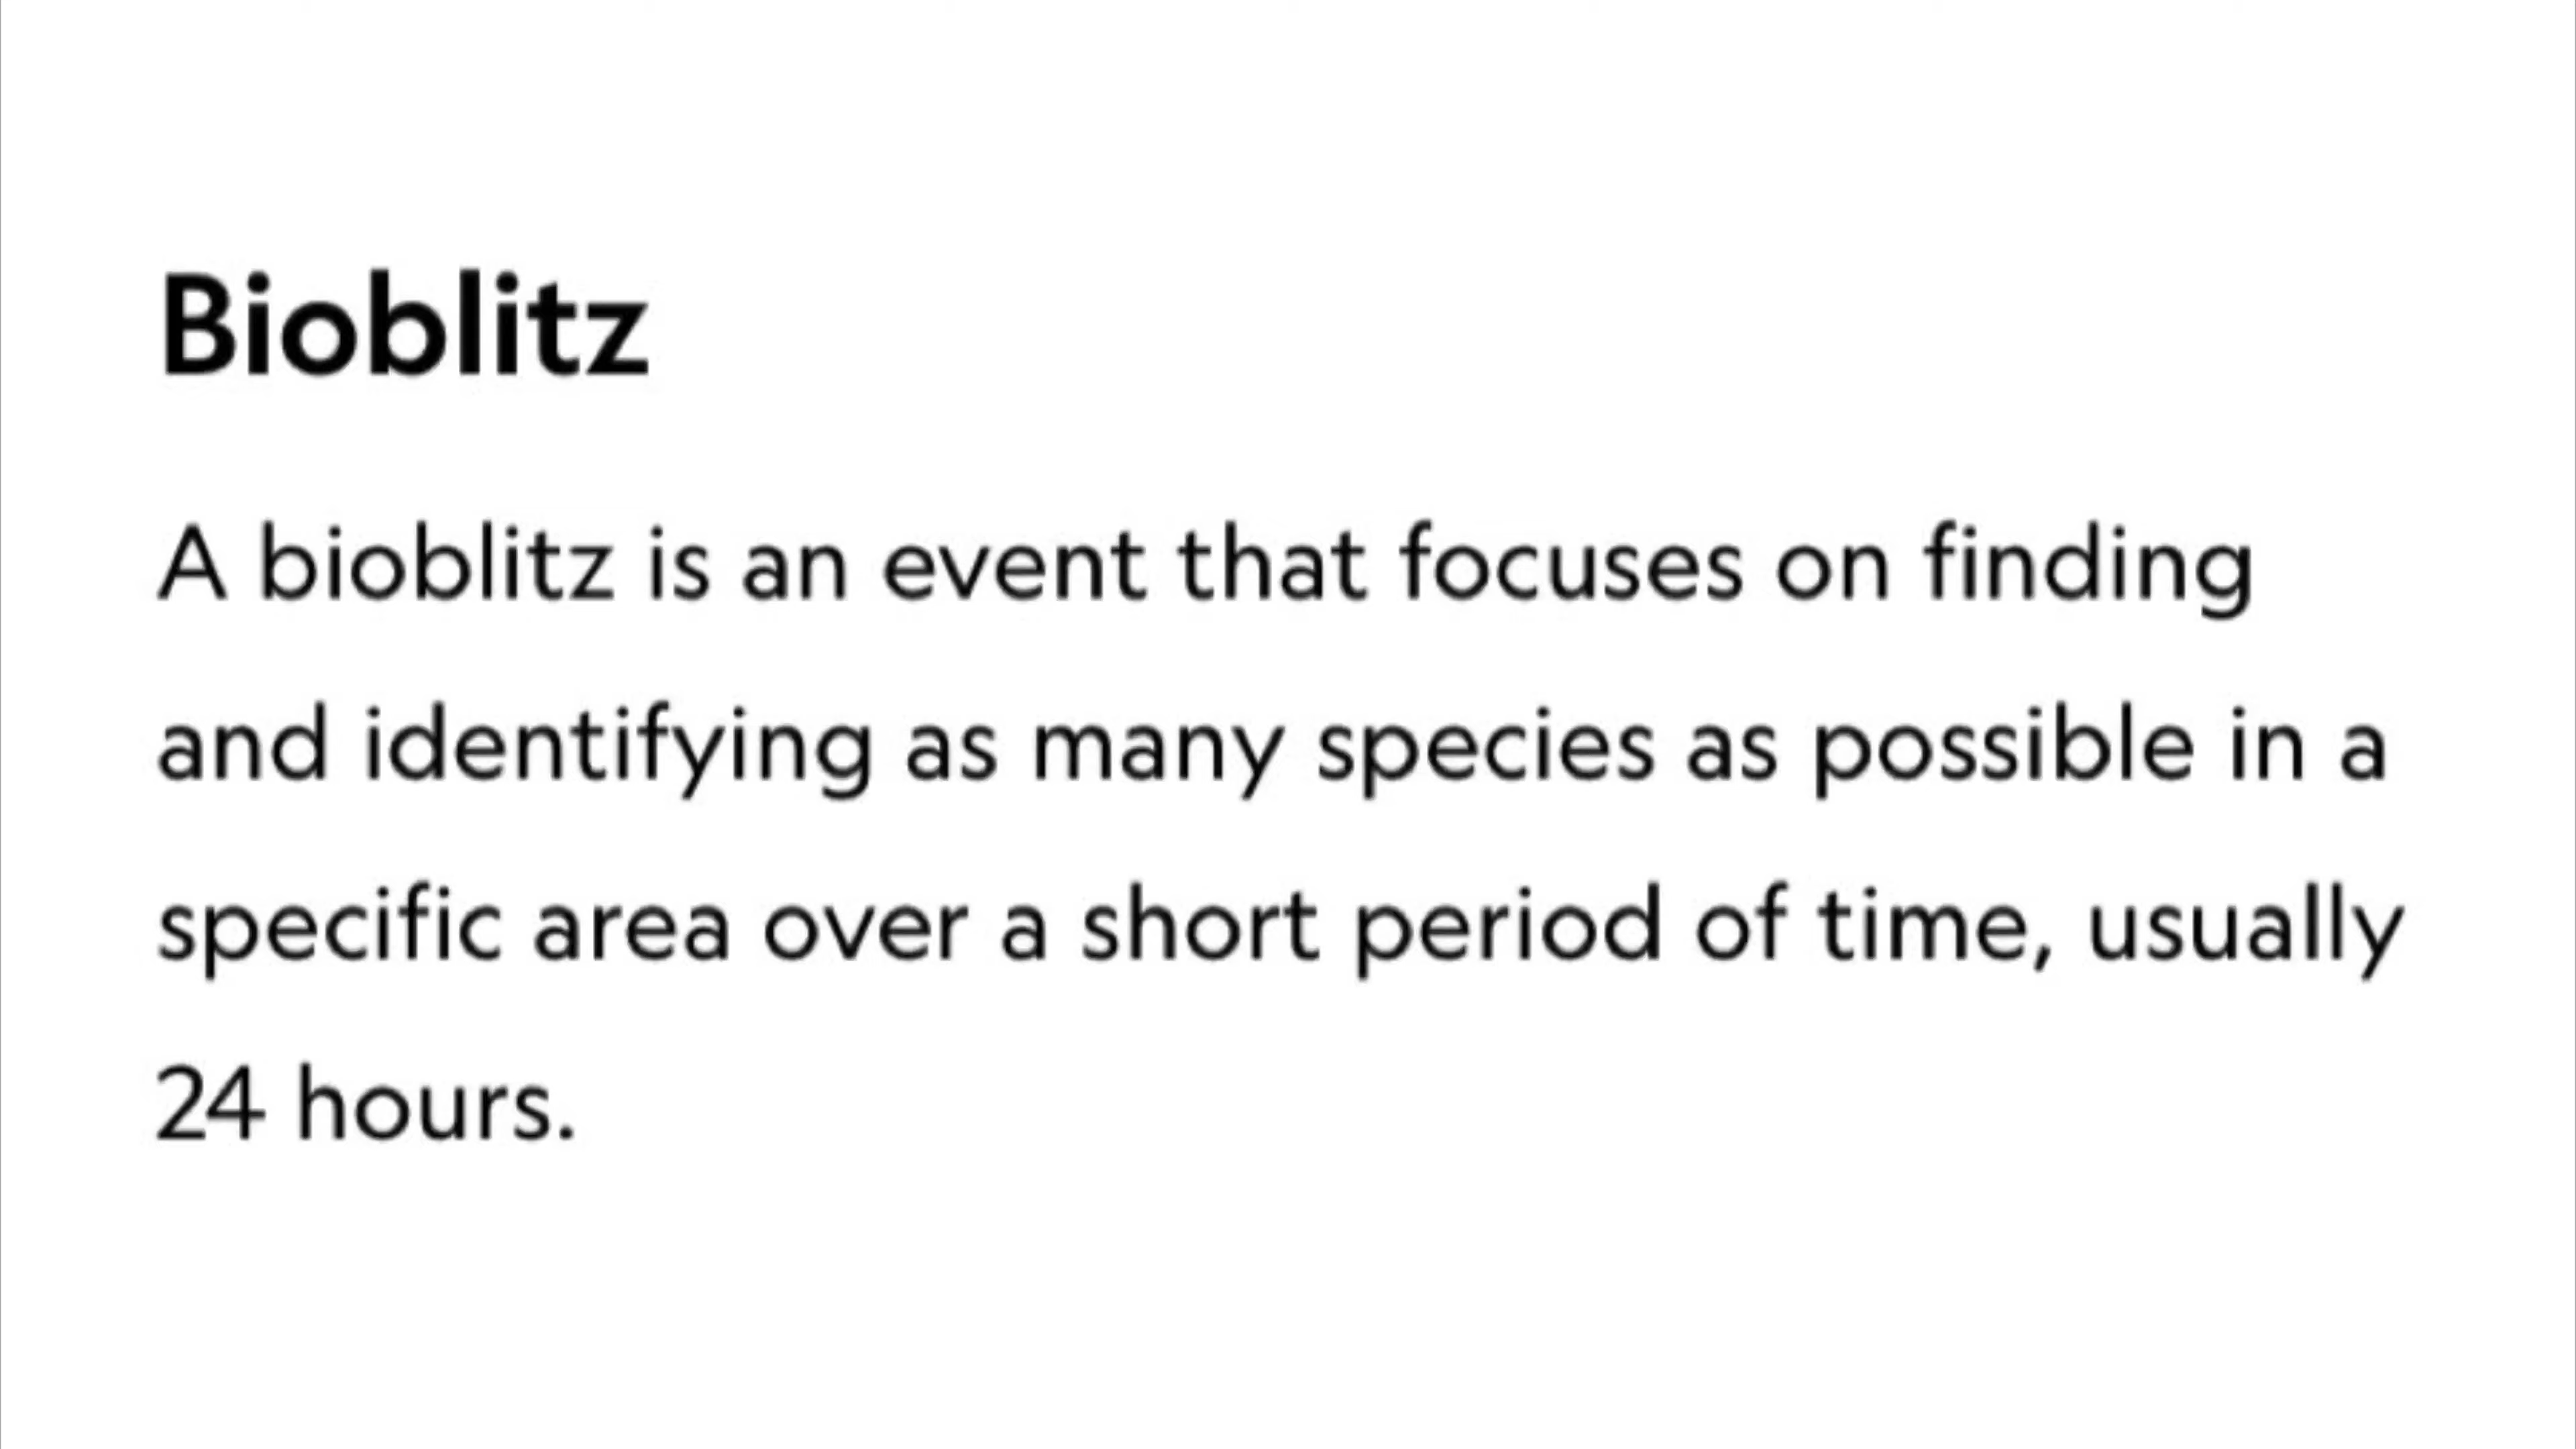 Bioblitz
A bioblitz is an event that focuses on finding
and identifying as many species as possible in a
specific area over a short period of time, usually
24 hours.